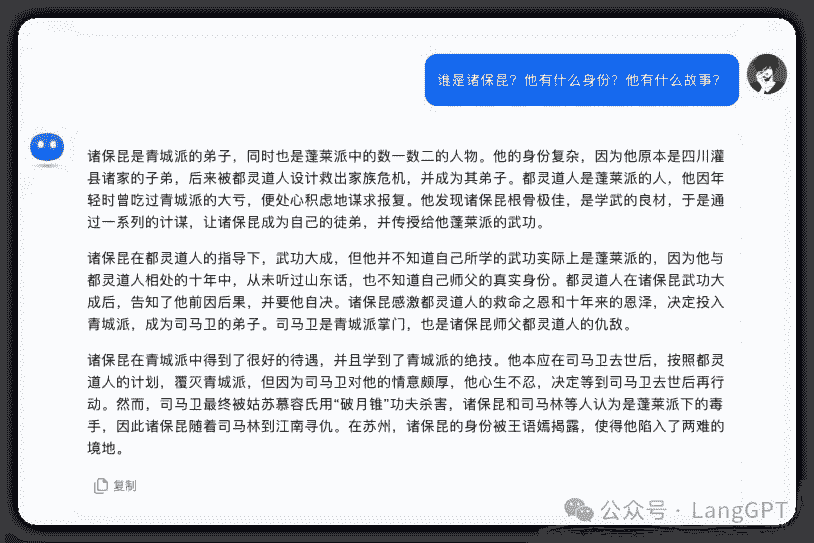 谁是诸保昆？他有什么身份？他有什么故事？
诸保昆是青城派的弟子，同时也是蓬莱派中的数一数二的人物。他的身份复杂，因为他原本是四川灌
县诸家的子弟，后来被都灵道人设计救出家族危机，并成为其弟子。都灵道人是蓬莱派的人，他因年
轻时曾吃过青城派的大亏，便处心积虑地谋求报复。他发现诸保昆根骨极佳，是学武的良材，于是通
过一系列的计谋，让诸保昆成为自己的徒弟，并传授给他蓬莱派的武功。
诸保昆在都灵道人的指导下，武功大成，但他并不知道自己所学的武功实际上是蓬莱派的，因为他与
都灵道人相处的十年中，从未听过山东话，也不知道自己师父的真实身份。都灵道人在诸保昆武功大
成后，告知了他前因后果，并要他自决。诸保昆感激都灵道人的救命之恩和十年来的恩泽，决定投入
青城派，成为司马卫的弟子。司马卫是青城派掌门，也是诸保昆师父都灵道人的仇敌。
诸保昆在青城派中得到了很好的待遇，并且学到了青城派的绝技。他本应在司马卫去世后，按照都灵
道人的计划，覆灭青城派，但因为司马卫对他的情意颇厚，他心生不忍，决定等到司马卫去世后再行
动。然而，司马卫最终被姑苏慕容氏用“破月锥”功夫杀害，诸保昆和司马林等人认为是蓬莱派下的毒
手，因此诸保昆随着司马林到江南寻仇。在苏州，诸保昆的身份被王语嫣揭露，使得他陷入了两难的
境地。
复制
公众号 · LangGPT